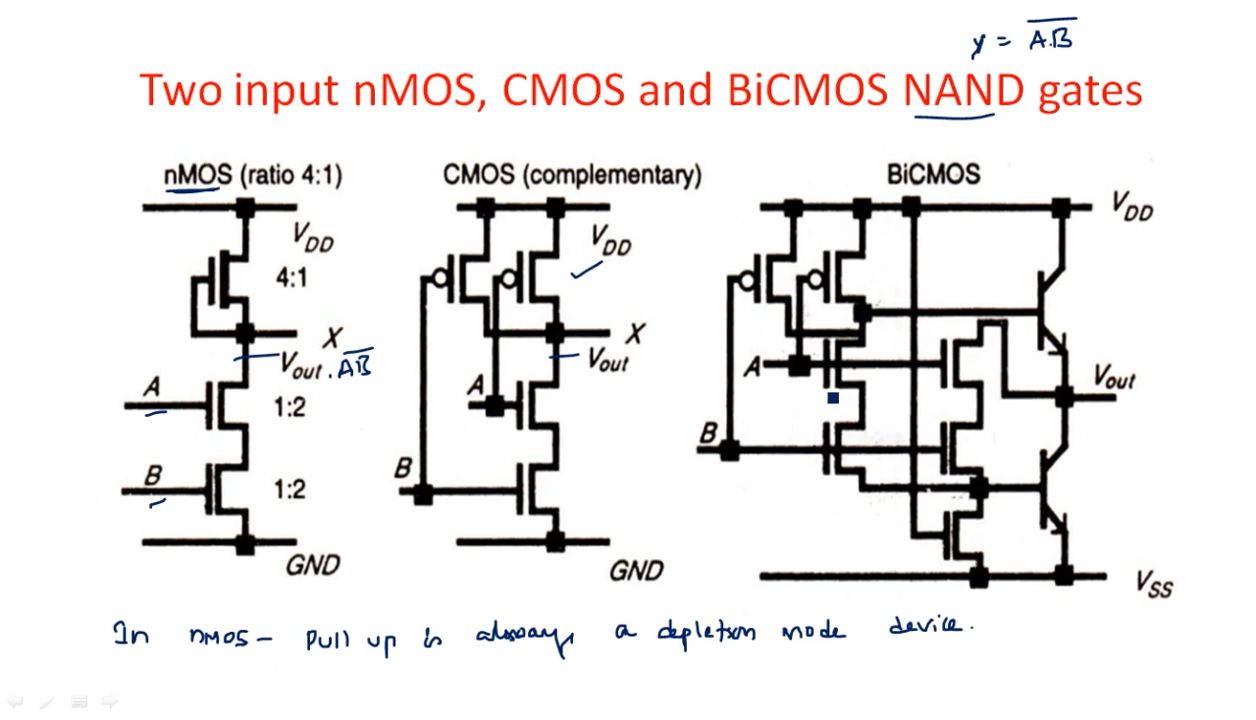 y = A.B
Two input nMOS, CMOS and BiCMOS NAND gates
nMOS (ratio 4:1)
CMOS (complementary)
BiCMOS
VDD
4:1
X
Vout . AB
A
1:2
B
1:2
GND
VDD
X
Vout
A
B
GND
VDD
A
Vout
B
VSS
In nMOS - Pull up is always a depletion mode device.